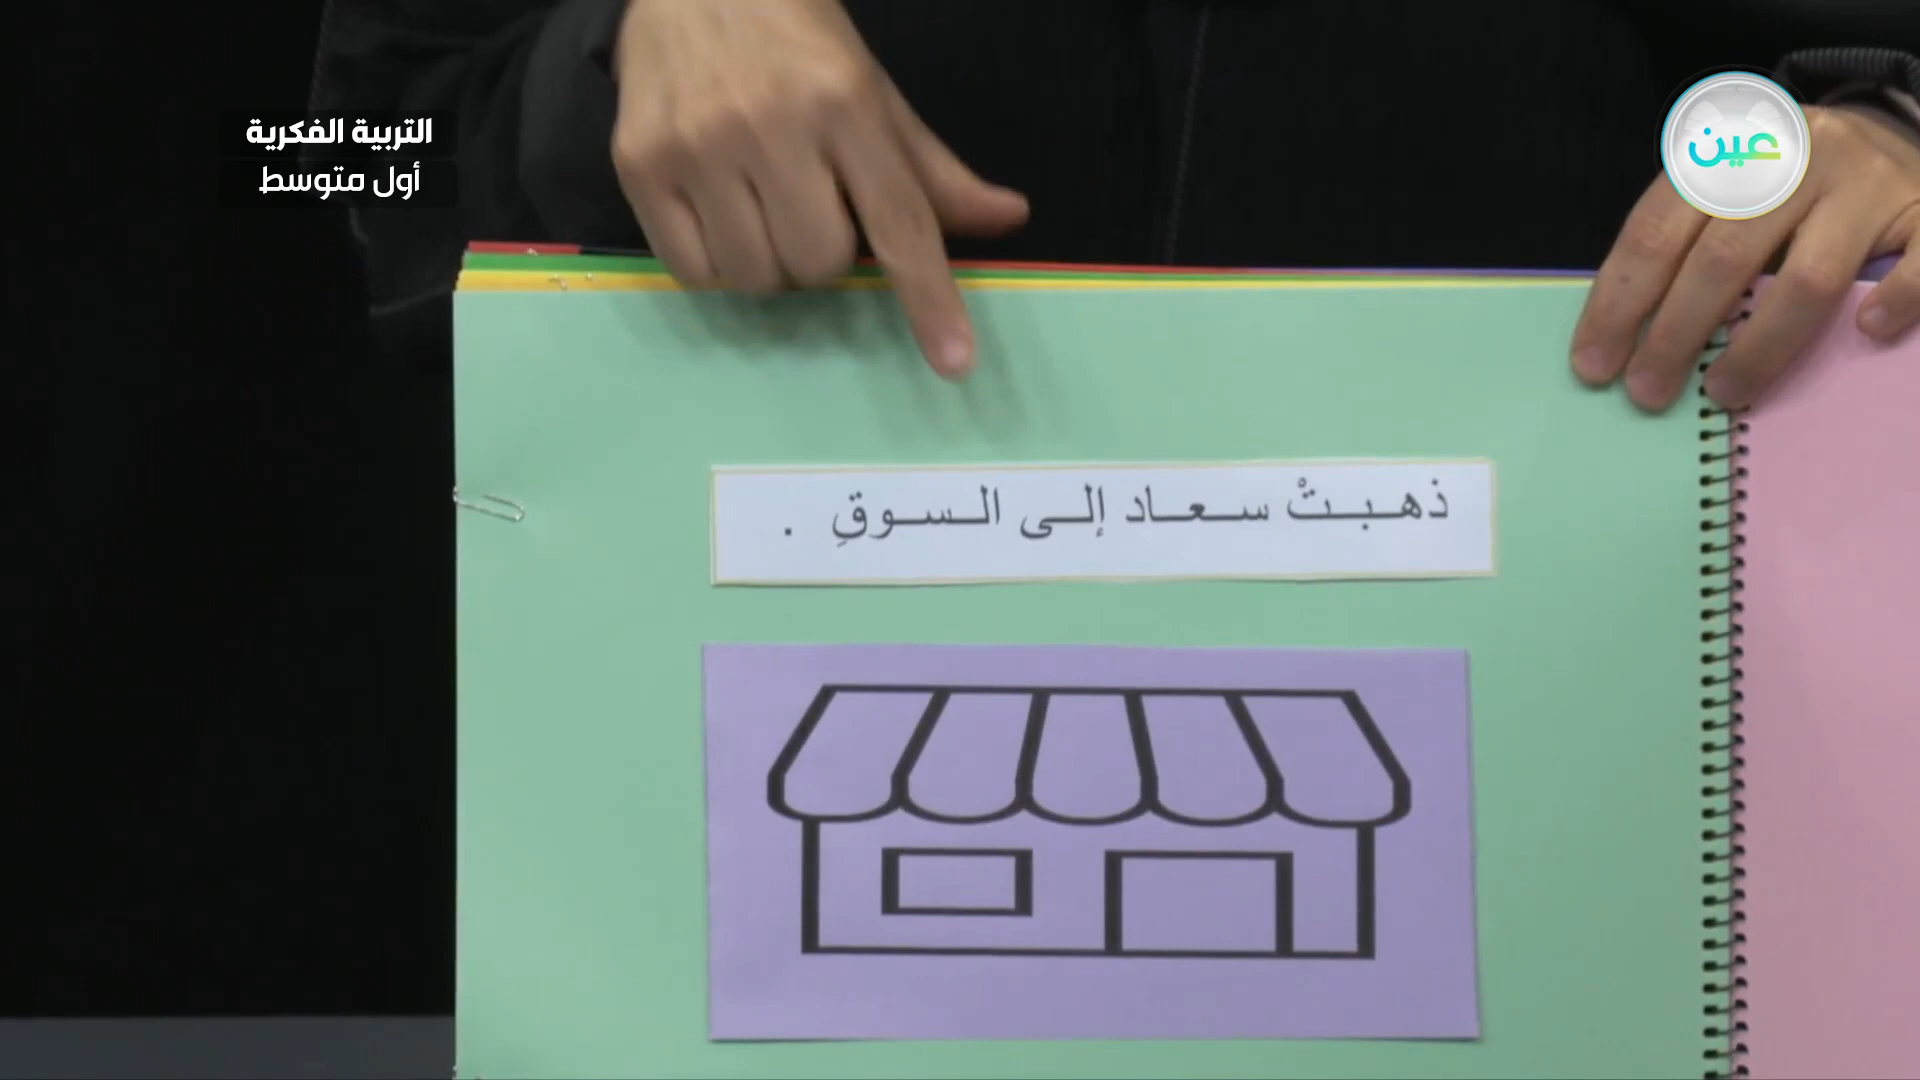 التربية الفكرية
أول متوسط
عين
ذهبتْ سعاد إلى السوقِ .